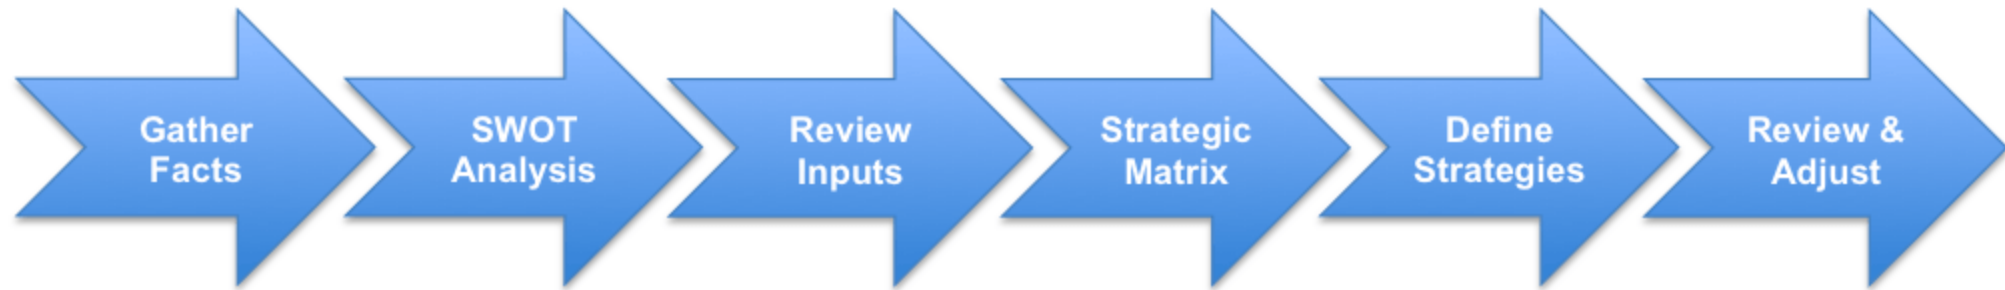 Gather
Facts
SWOT
Analysis
Review
Inputs
Strategic
Matrix
Define
Strategies
Review &
Adjust